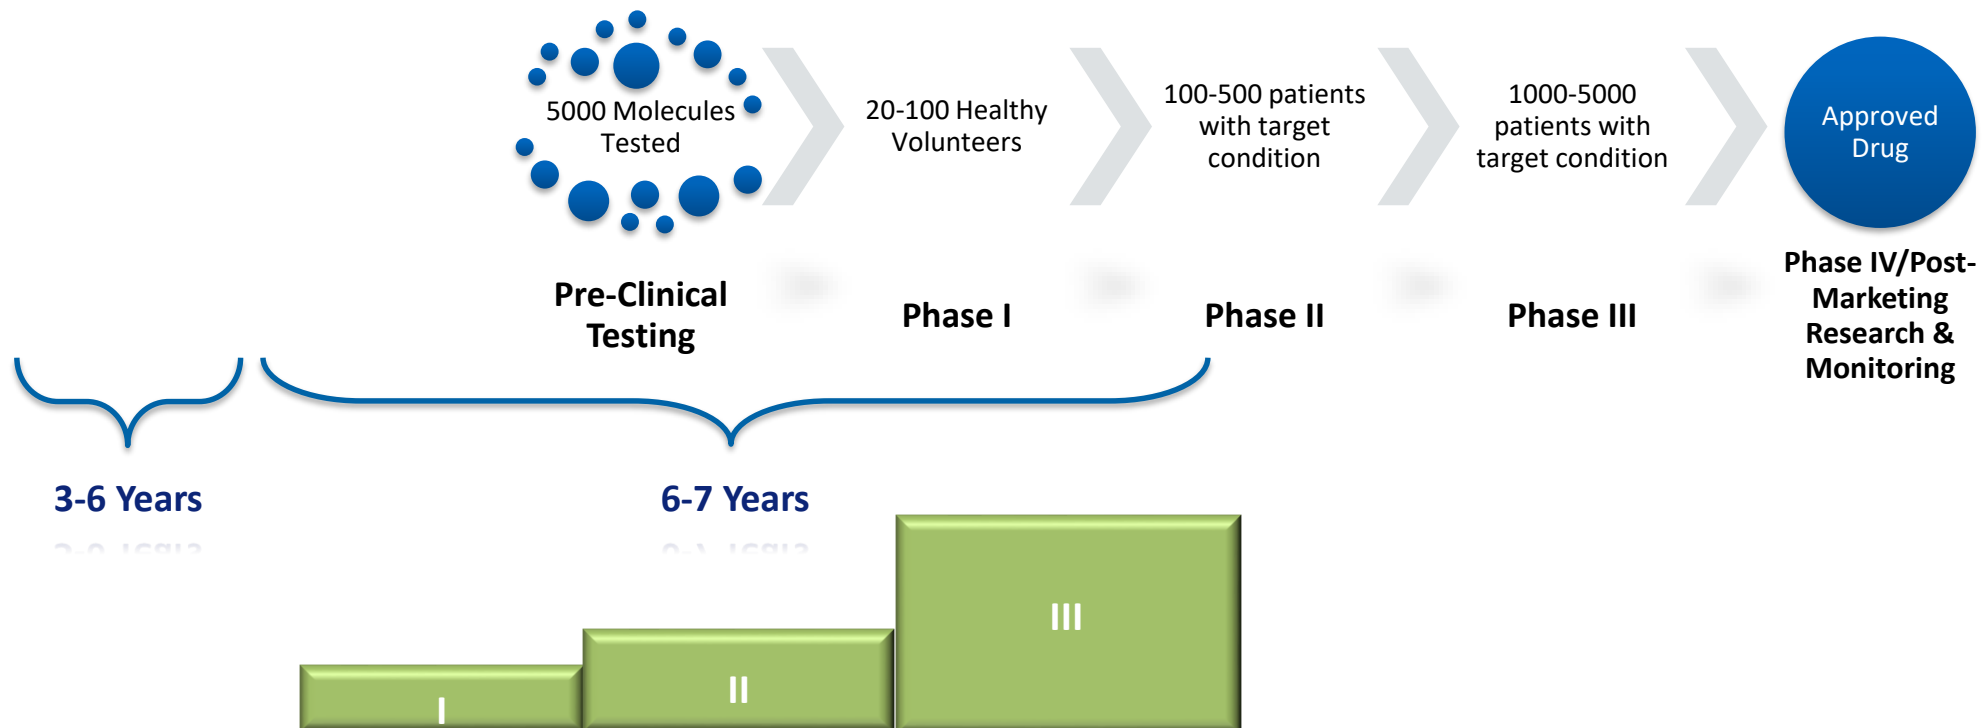 5000 Molecules
Tested
20-100 Healthy
Volunteers
100-500 patients
with target
condition
1000-5000
patients with
target condition
Approved
Drug
Pre-Clinical
Testing
Phase I
Phase II
Phase III
Phase IV/Post-
Marketing
Research &
Monitoring
3-6 Years
6-7 Years
I
II
III